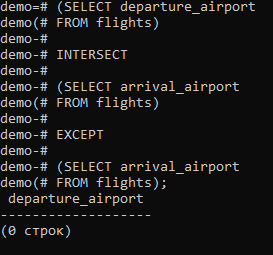 demo=# (SELECT departure_airport
demo(# FROM flights)
demo-#
demo-# INTERSECT
demo-#
demo-# (SELECT arrival_airport
demo(# FROM flights)
demo-#
demo-# EXCEPT
demo-#
demo-# (SELECT arrival_airport
demo(# FROM flights);
 departure_airport
-------------------
(0 строк)